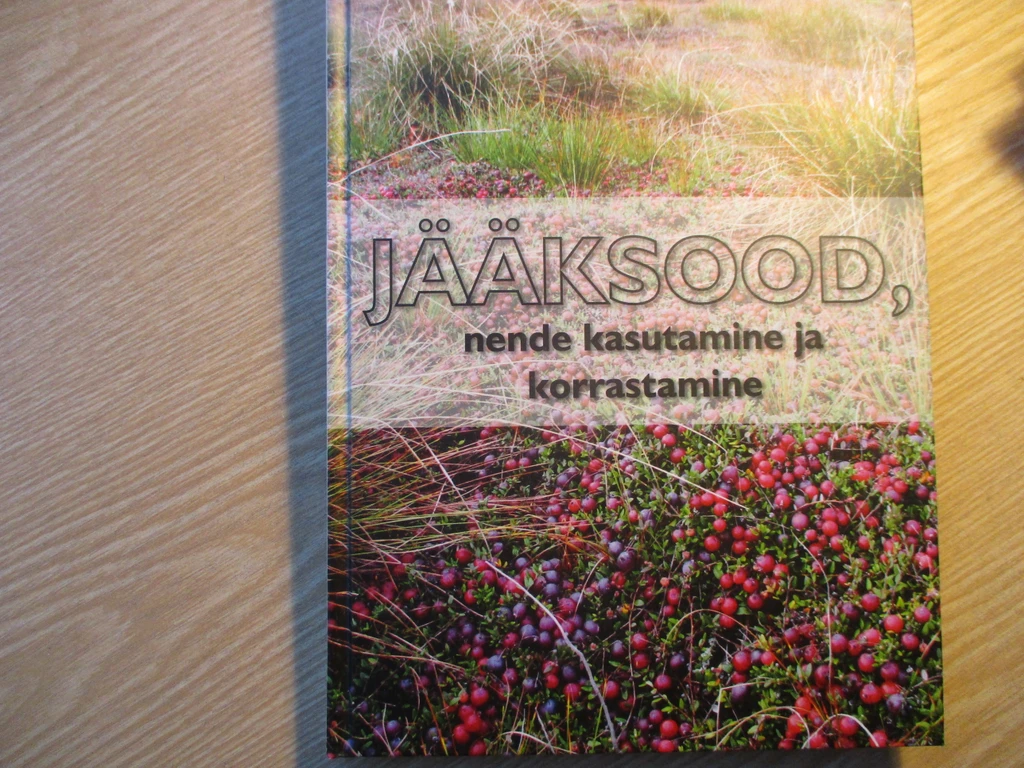 JÄÄKSOOD,
nende kasutamine ja
korrastamine